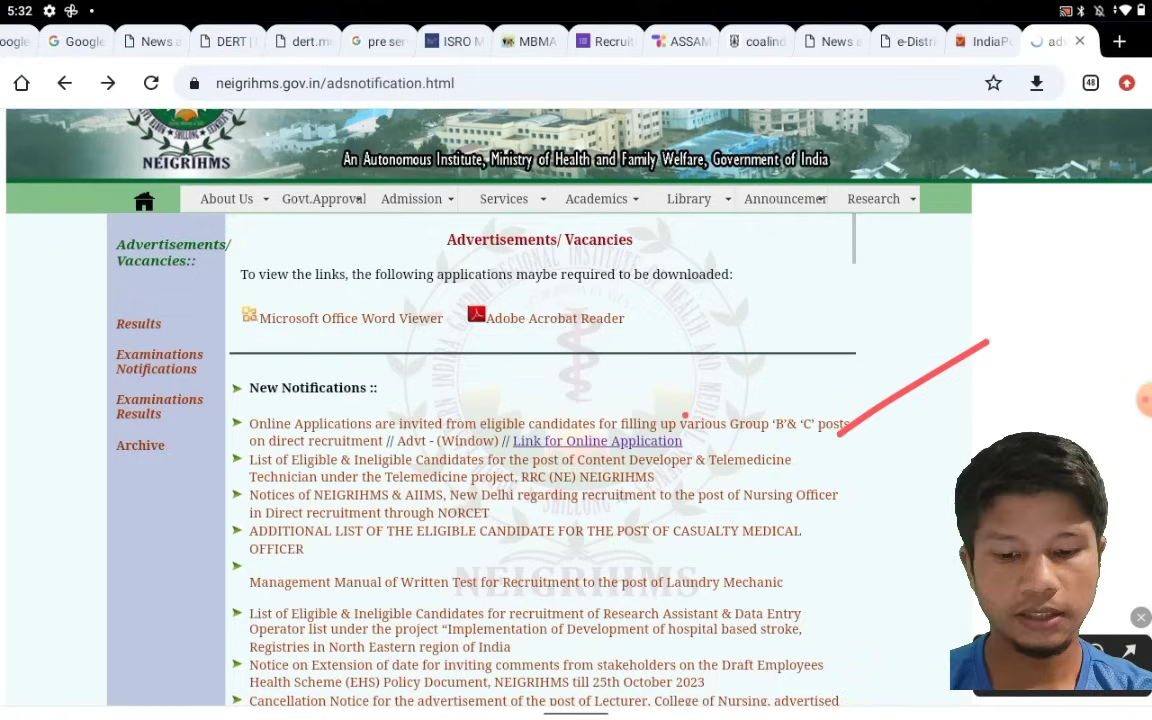 5:32
oogle
Google
News a
DERT |
dert.m
pre ser
ISRO M
MBMA
Recruit
ASSAM
coalind
News a
e-Distri
IndiaPo
adv
neigrihms.gov.in/adsnotification.html
48
NEIGRIHMS
An Autonomous Institute, Ministry of Health and Family Welfare, Government of India
About Us
Govt.Approval
Admission
Services
Academics
Library
Announcemer
Research
Advertisements/
Vacancies::
Results
Examinations
Notifications
Examinations
Results
Archive
Advertisements/ Vacancies
To view the links, the following applications maybe required to be downloaded:
Microsoft Office Word Viewer
Adobe Acrobat Reader
New Notifications ::
Online Applications are invited from eligible candidates for filling up various Group ‘B’& ‘C’ posts
on direct recruitment // Advt - (Window) // Link for Online Application
List of Eligible & Ineligible Candidates for the post of Content Developer & Telemedicine
Technician under the Telemedicine project, RRC (NE) NEIGRIHMS
Notices of NEIGRIHMS & AIIMS, New Delhi regarding recruitment to the post of Nursing Officer
in Direct recruitment through NORCET
ADDITIONAL LIST OF THE ELIGIBLE CANDIDATE FOR THE POST OF CASUALTY MEDICAL
OFFICER
Management Manual of Written Test for Recruitment to the post of Laundry Mechanic
List of Eligible & Ineligible Candidates for recruitment of Research Assistant & Data Entry
Operator list under the project “Implementation of Development of hospital based stroke,
Registries in North Eastern region of India
Notice on Extension of date for inviting comments from stakeholders on the Draft Employees
Health Scheme (EHS) Policy Document, NEIGRIHMS till 25th October 2023
Cancellation Notice for the advertisement of the post of Lecturer, College of Nursing, advertised
NEIGRIHMS